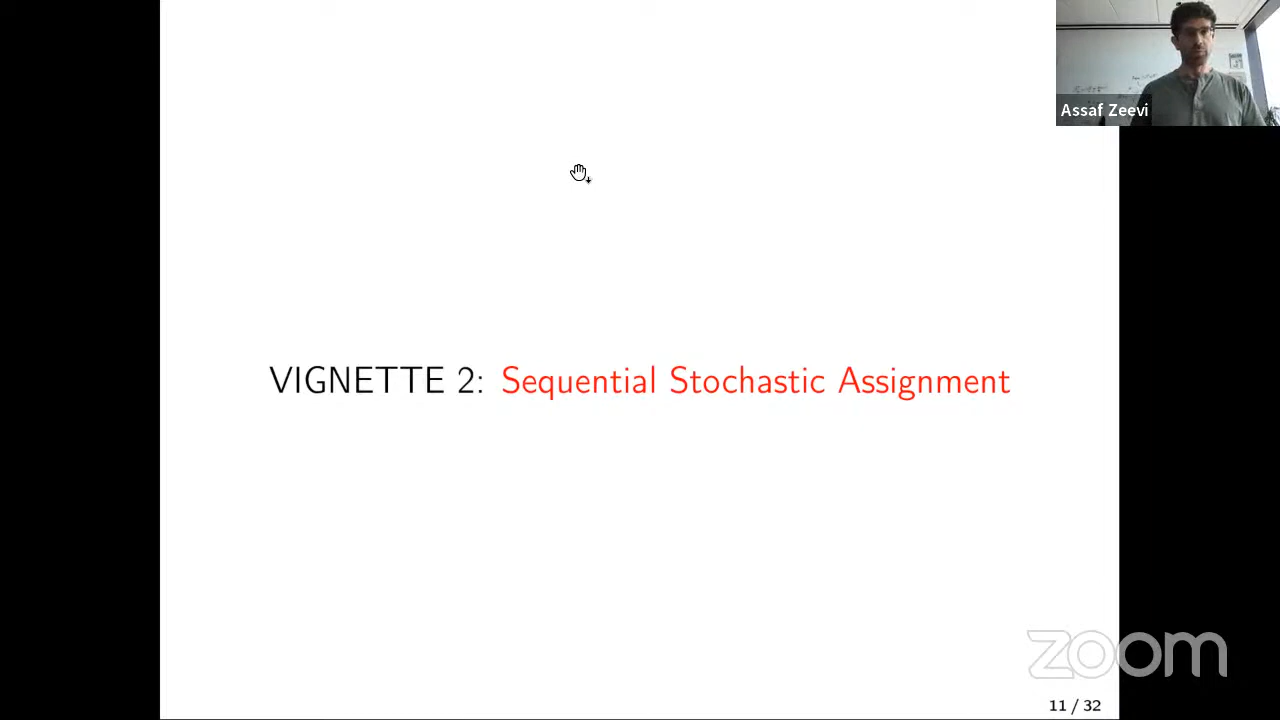 Assaf Zeevi
VIGNETTE 2: Sequential Stochastic Assignment
zoom
11 / 32